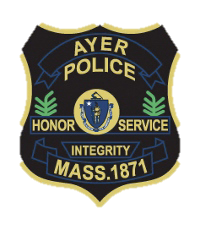 AYER
POLICE
HONOR SERVICE
INTEGRITY
MASS.1871